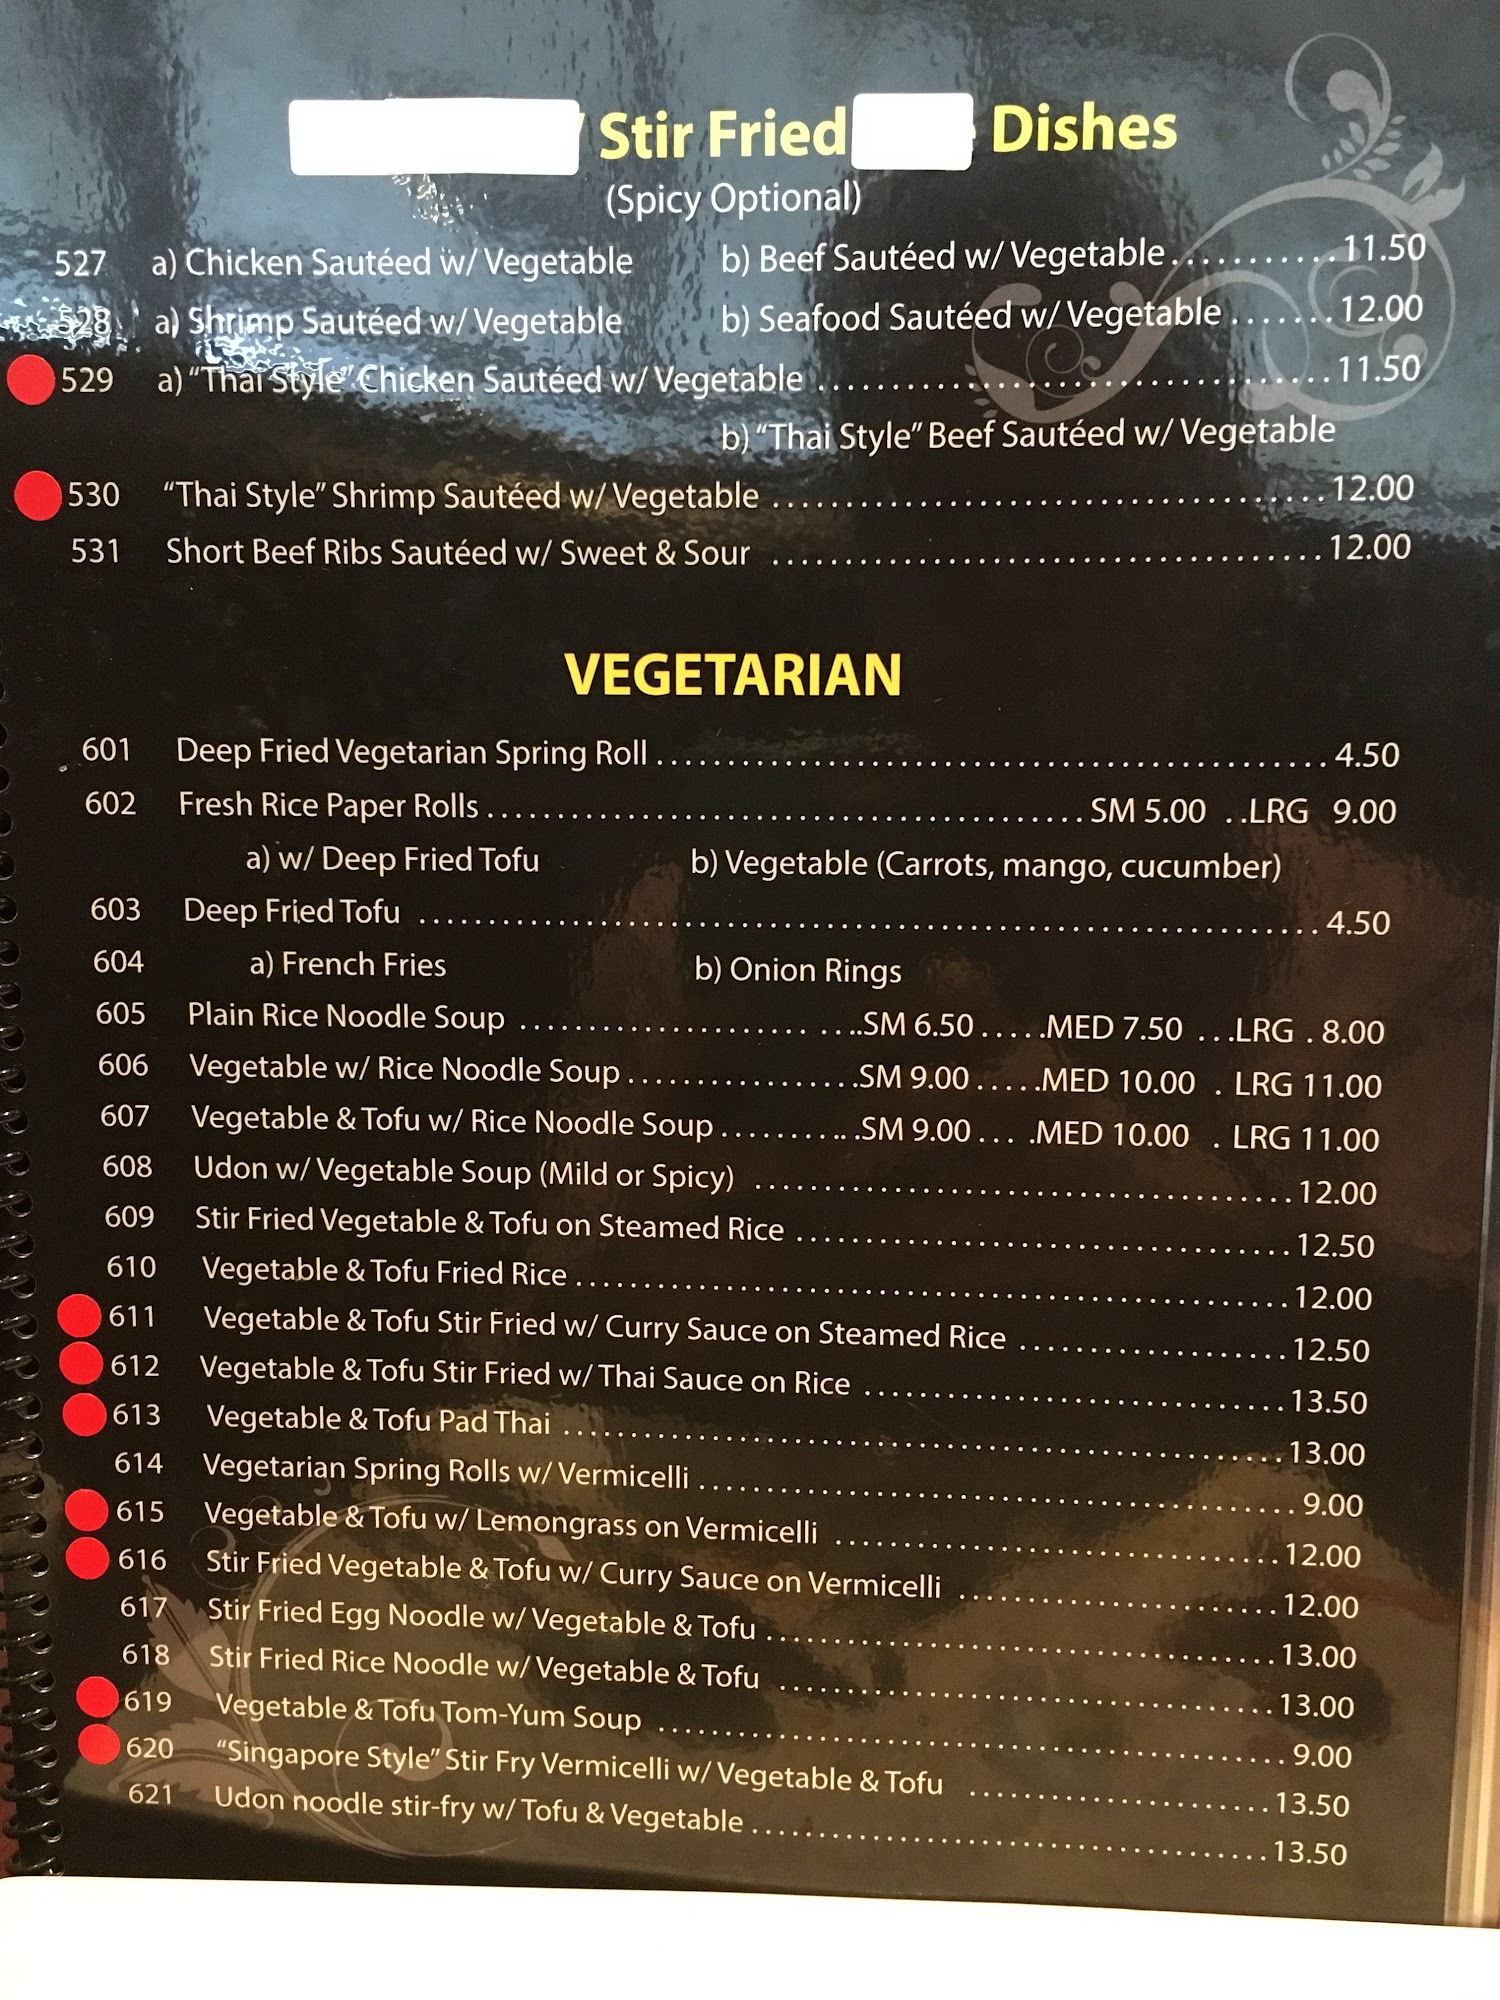 Stir Fried Dishes
(Spicy Optional)
527 a) Chicken Sautéed w/ Vegetable b) Beef Sautéed w/ Vegetable...........11.50
528 a) Shrimp Sautéed w/ Vegetable b) Seafood Sautéed w/ Vegetable.......12.00
529 a) "Thai Style" Chicken Sautéed w/ Vegetable ....................................11.50
b) "Thai Style" Beef Sautéed w/ Vegetable
530 "Thai Style" Shrimp Sautéed w/ Vegetable ......................................12.00
531 Short Beef Ribs Sautéed w/ Sweet & Sour ......................................12.00
VEGETARIAN
601 Deep Fried Vegetarian Spring Roll ...............................................4.50
602 Fresh Rice Paper Rolls ..........................................SM 5.00 ..LRG 9.00
a) w/ Deep Fried Tofu b) Vegetable (Carrots, mango, cucumber)
603 Deep Fried Tofu ................................................................4.50
604 a) French Fries b) Onion Rings
605 Plain Rice Noodle Soup ........................SM 6.50 .....MED 7.50 ...LRG . 8.00
606 Vegetable w/ Rice Noodle Soup .................SM 9.00 .....MED 10.00 . LRG 11.00
607 Vegetable & Tofu w/ Rice Noodle Soup ...........SM 9.00 ....MED 10.00 . LRG 11.00
608 Udon w/ Vegetable Soup (Mild or Spicy) ......................................12.00
609 Stir Fried Vegetable & Tofu on Steamed Rice ...................................12.50
610 Vegetable & Tofu Fried Rice ...................................................12.00
611 Vegetable & Tofu Stir Fried w/ Curry Sauce on Steamed Rice ...................12.50
612 Vegetable & Tofu Stir Fried w/ Thai Sauce on Rice ..............................13.50
613 Vegetable & Tofu Pad Thai ....................................................13.00
614 Vegetarian Spring Rolls w/ Vermicelli ...........................................9.00
615 Vegetable & Tofu w/ Lemongrass on Vermicelli ................................12.00
616 Stir Fried Vegetable & Tofu w/ Curry Sauce on Vermicelli .......................12.00
617 Stir Fried Egg Noodle w/ Vegetable & Tofu .....................................13.00
618 Stir Fried Rice Noodle w/ Vegetable & Tofu ....................................13.00
619 Vegetable & Tofu Tom-Yum Soup .............................................9.00
620 "Singapore Style" Stir Fry Vermicelli w/ Vegetable & Tofu ......................13.50
621 Udon noodle stir-fry w/ Tofu & Vegetable ......................................13.50